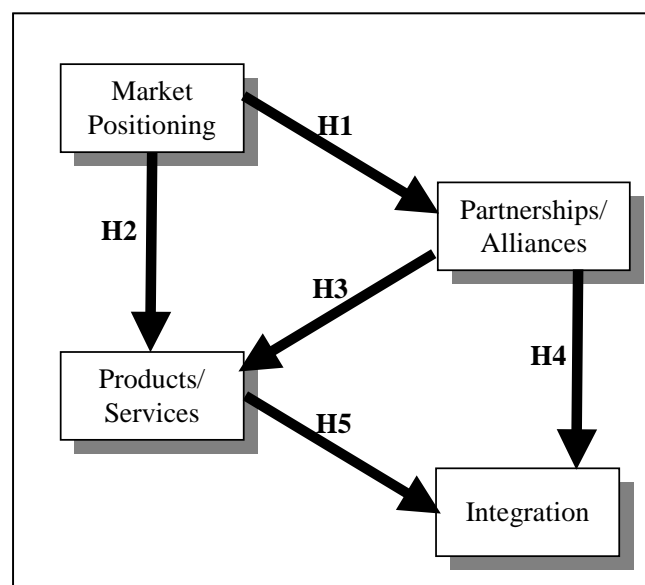 Market
Positioning
H1
Partnerships/
Alliances
H2
H3
H4
Products/
Services
H5
Integration